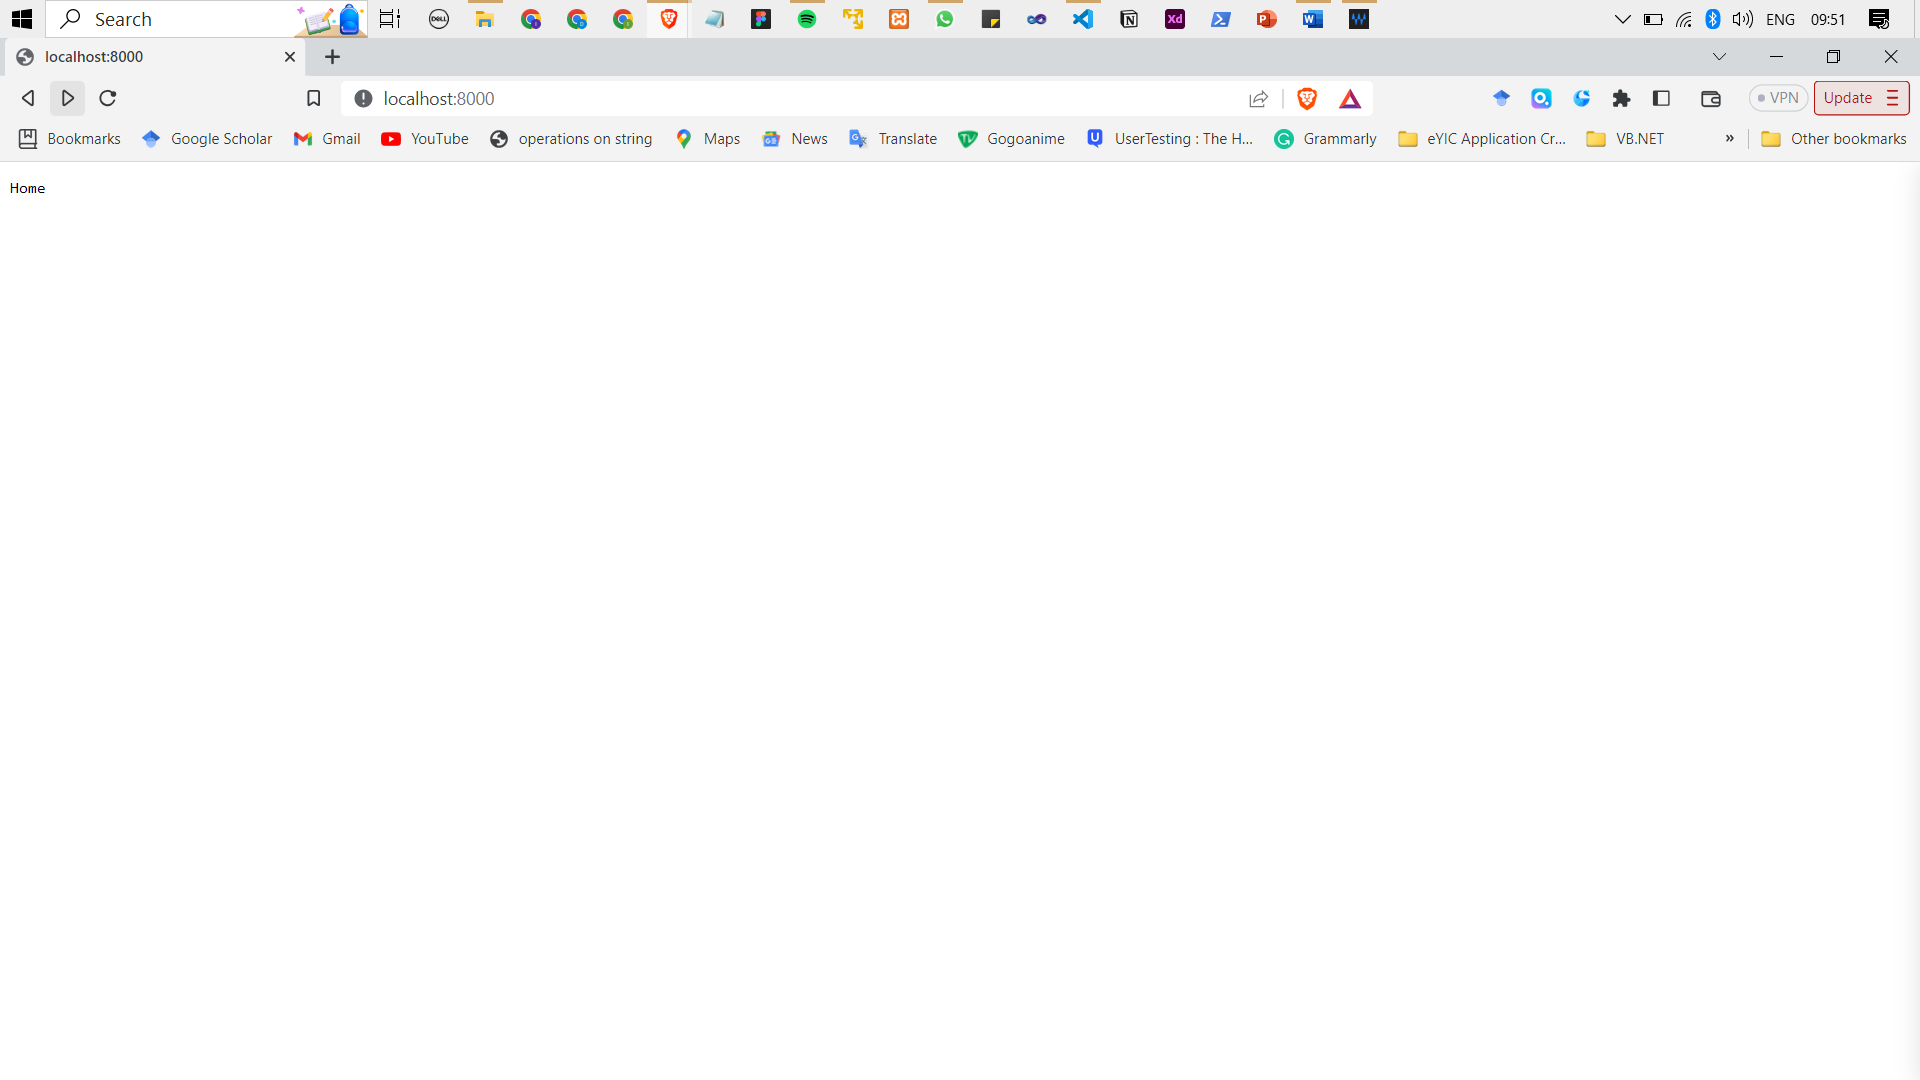 Search ENG 09:51
localhost:8000
localhost:8000 VPN Update
Bookmarks Google Scholar Gmail YouTube operations on string Maps News Translate Gogoanime UserTesting : The H... Grammarly eYIC Application Cr... VB.NET » Other bookmarks
Home